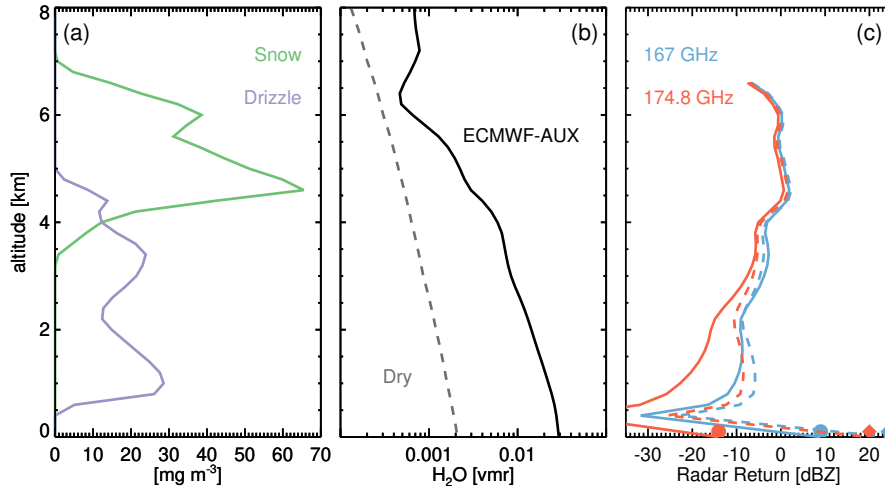 (a)
Snow
Drizzle
8
6
4
2
0
altitude [km]
0 10 20 30 40 50 60 70
[mg m-3]
(b)
ECMWF-AUX
Dry
0.001 0.01
H2O [vmr]
(c)
167 GHz
174.8 GHz
-30 -20 -10 0 10 20
Radar Return [dBZ]